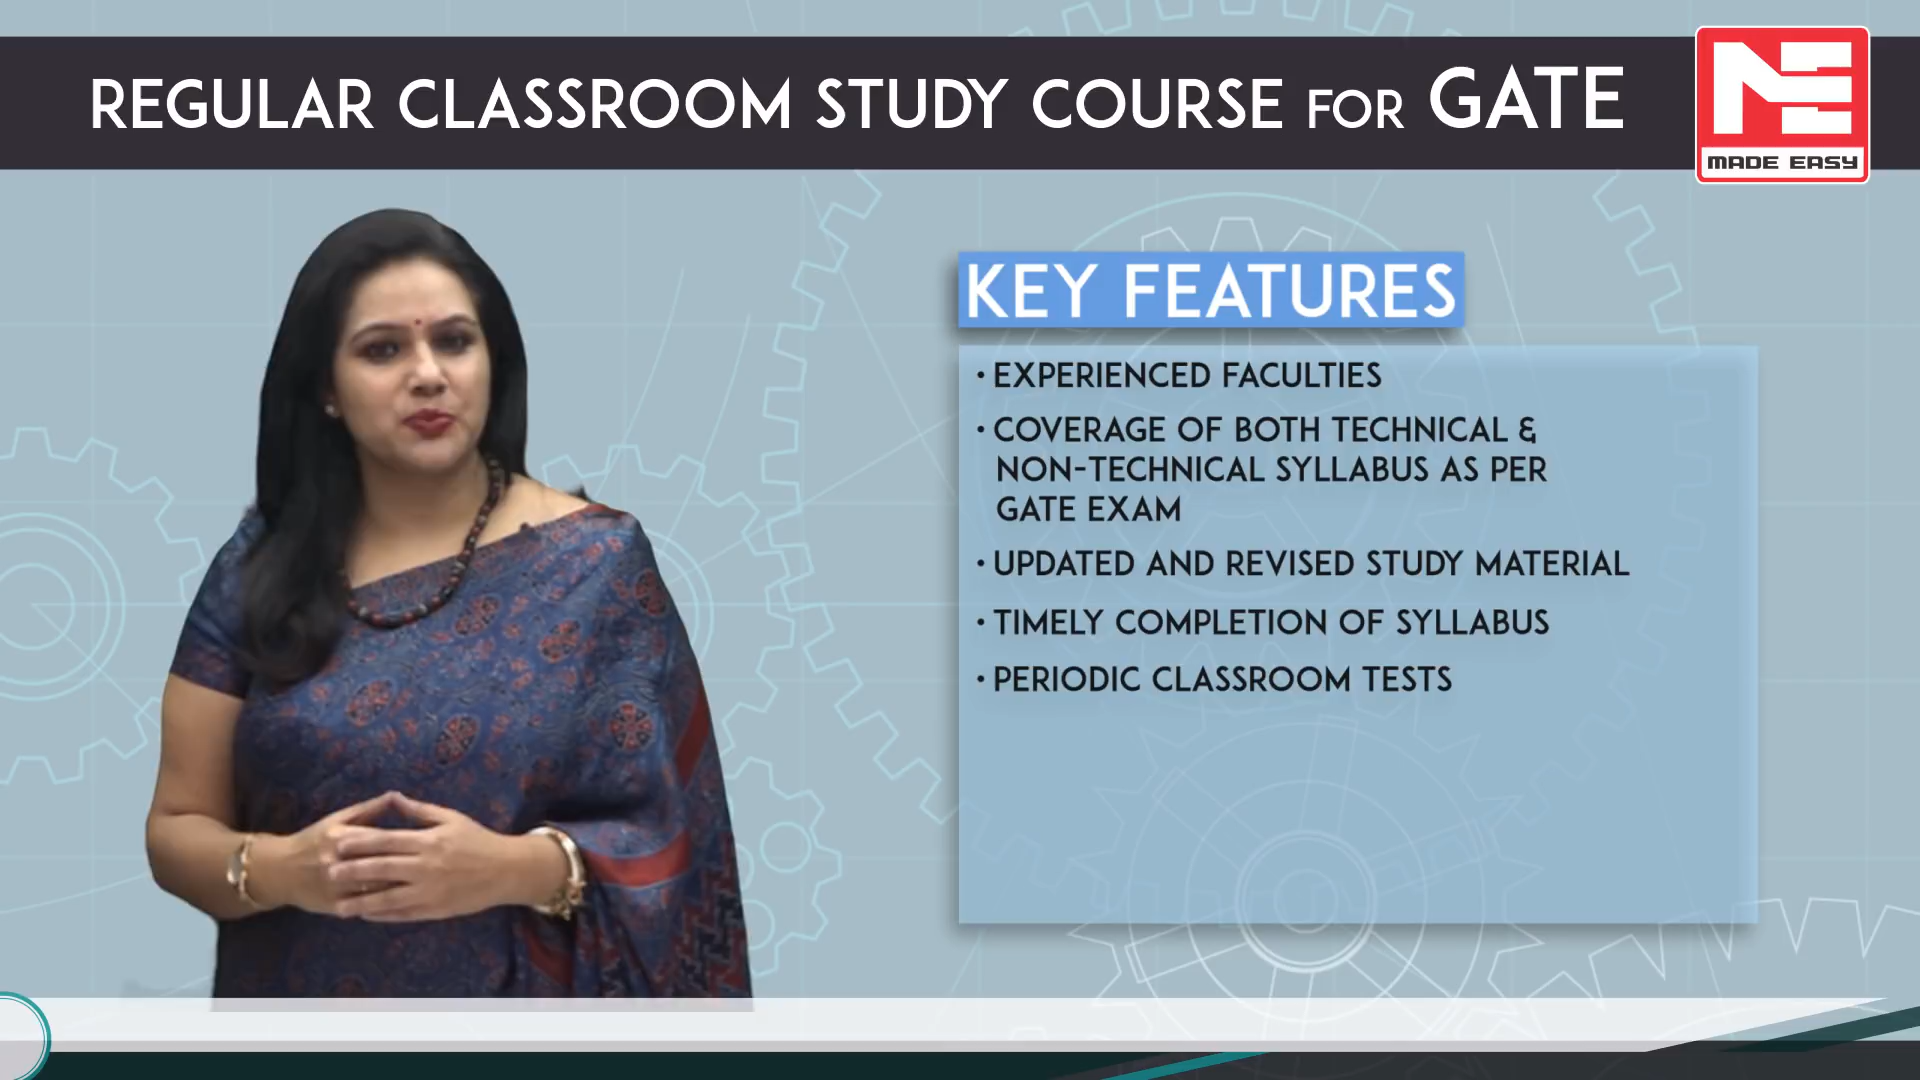 REGULAR CLASSROOM STUDY COURSE FOR GATE
MADE EASY
KEY FEATURES
• EXPERIENCED FACULTIES
• COVERAGE OF BOTH TECHNICAL &
NON-TECHNICAL SYLLABUS AS PER
GATE EXAM
• UPDATED AND REVISED STUDY MATERIAL
• TIMELY COMPLETION OF SYLLABUS
• PERIODIC CLASSROOM TESTS